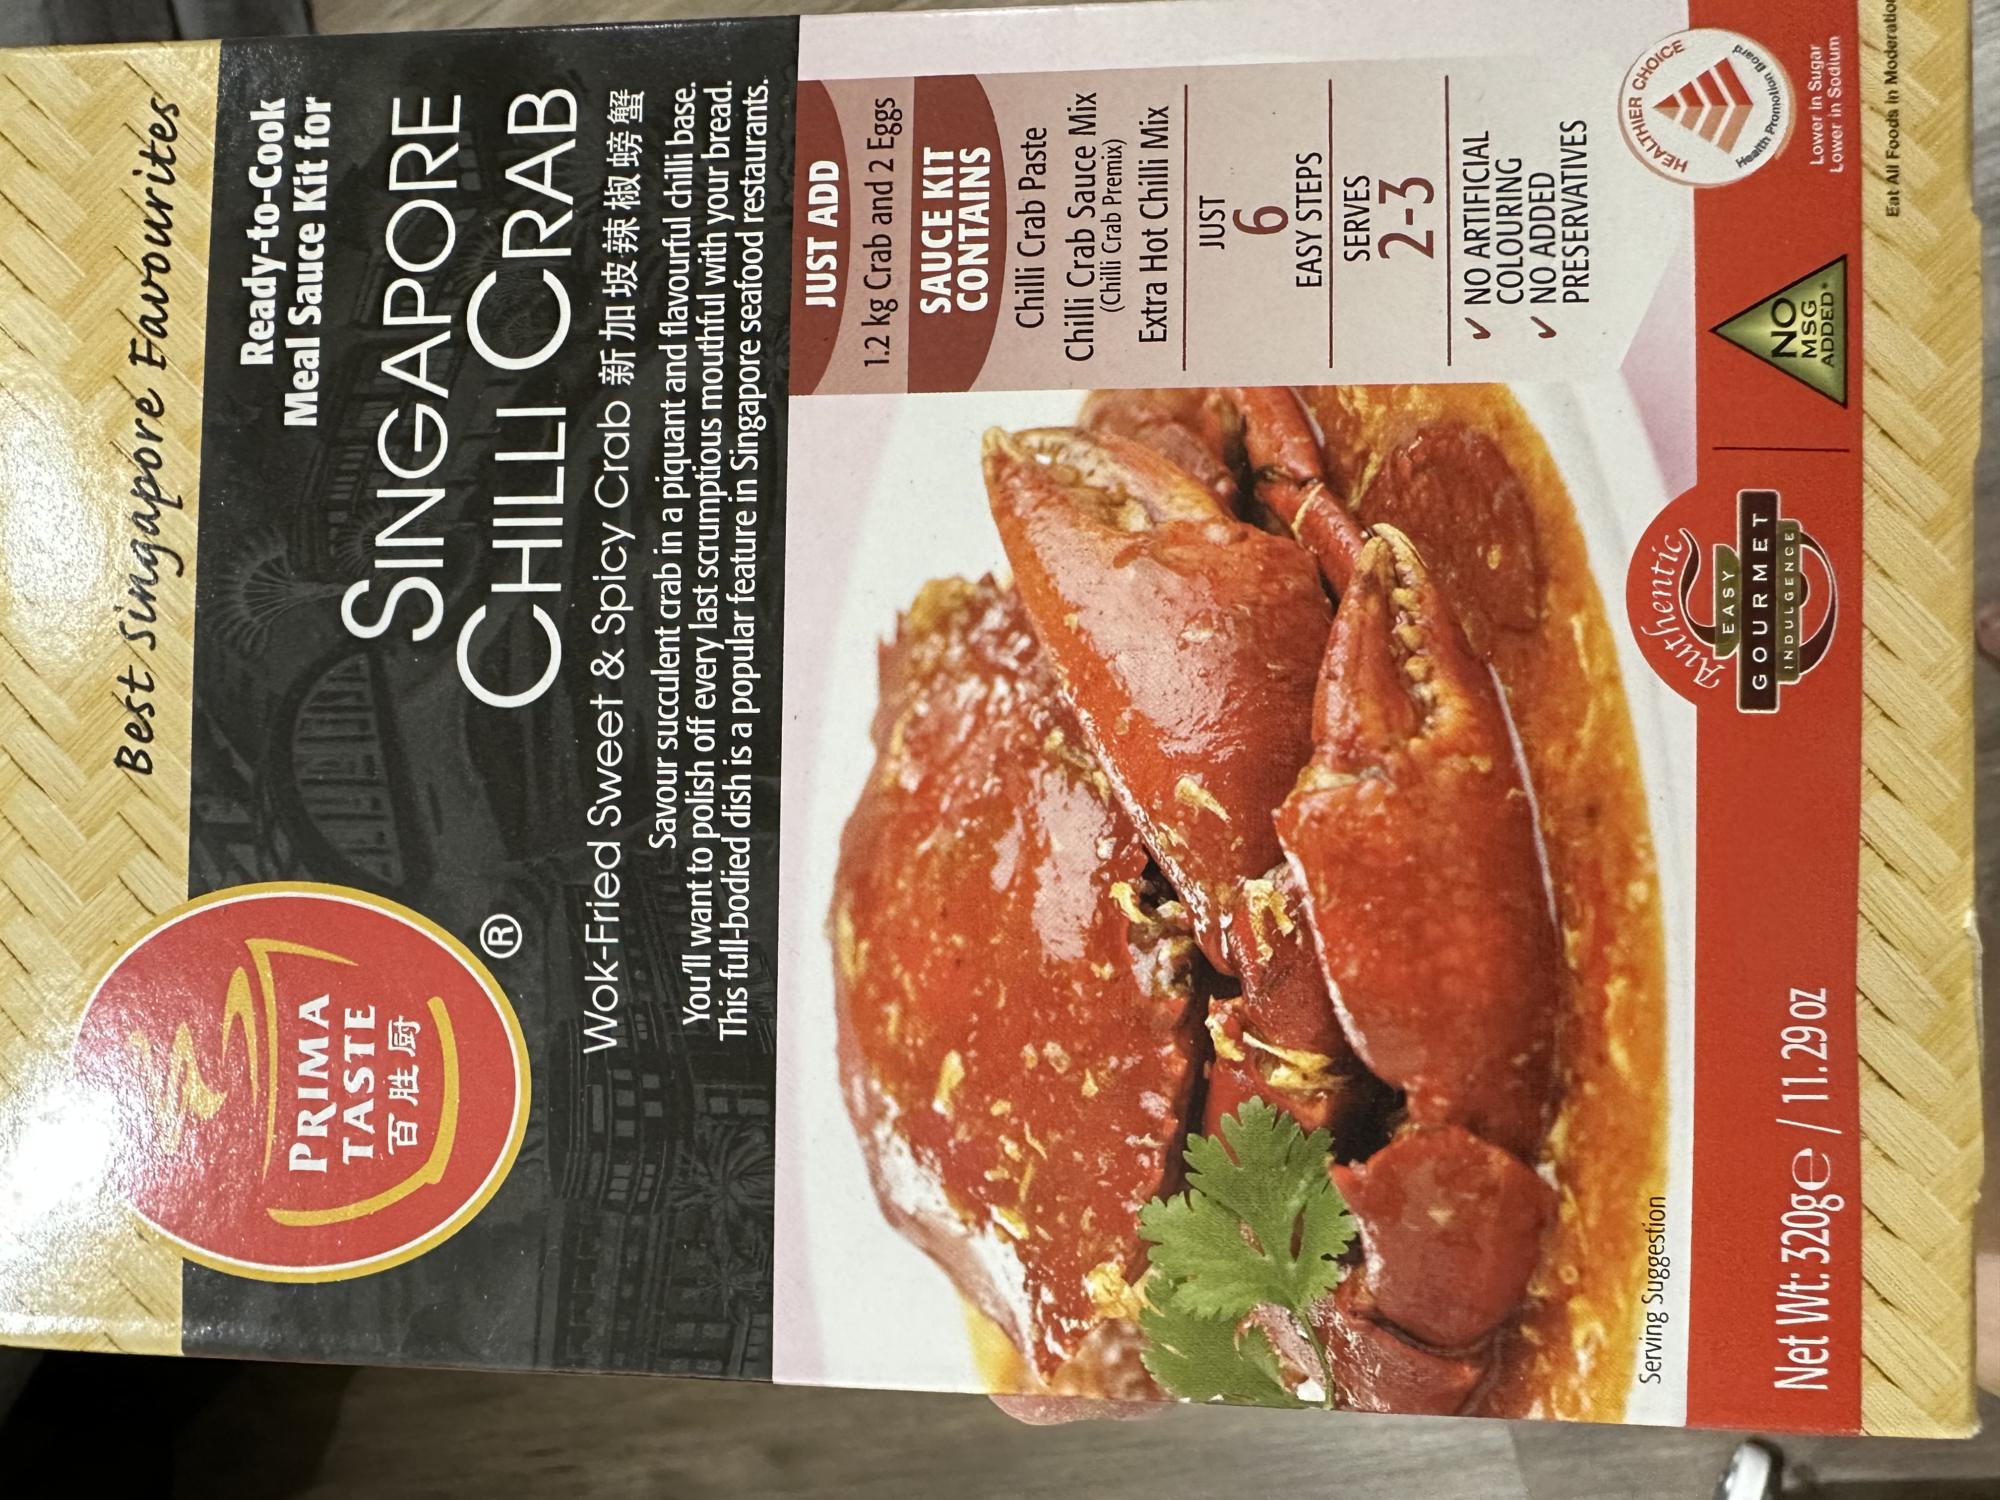 Best Singapore Favourites
PRIMA
TASTE
百胜厨
®
Ready-to-Cook
Meal Sauce Kit for
SINGAPORE
CHILLI CRAB
Wok-Fried Sweet & Spicy Crab 新加坡辣椒螃蟹
Savour succulent crab in a piquant and flavourful chilli base.
You'll want to polish off every last scrumptious mouthful with your bread.
This full-bodied dish is a popular feature in Singapore seafood restaurants.
JUST ADD
1.2 kg Crab and 2 Eggs
SAUCE KIT
CONTAINS
Chilli Crab Paste
Chilli Crab Sauce Mix
(Chilli Crab Premix)
Extra Hot Chilli Mix
JUST
6
EASY STEPS
SERVES
2-3
✓ NO ARTIFICIAL
COLOURING
✓ NO ADDED
PRESERVATIVES
Serving Suggestion
Net Wt: 320g℮ / 11.29oz
Authentic
EASY
GOURMET
INDULGENCE
NO
MSG
ADDED*
HEALTHIER CHOICE
Health Promotion Board
Lower in Sugar
Lower in Sodium
Eat All Foods in Moderation